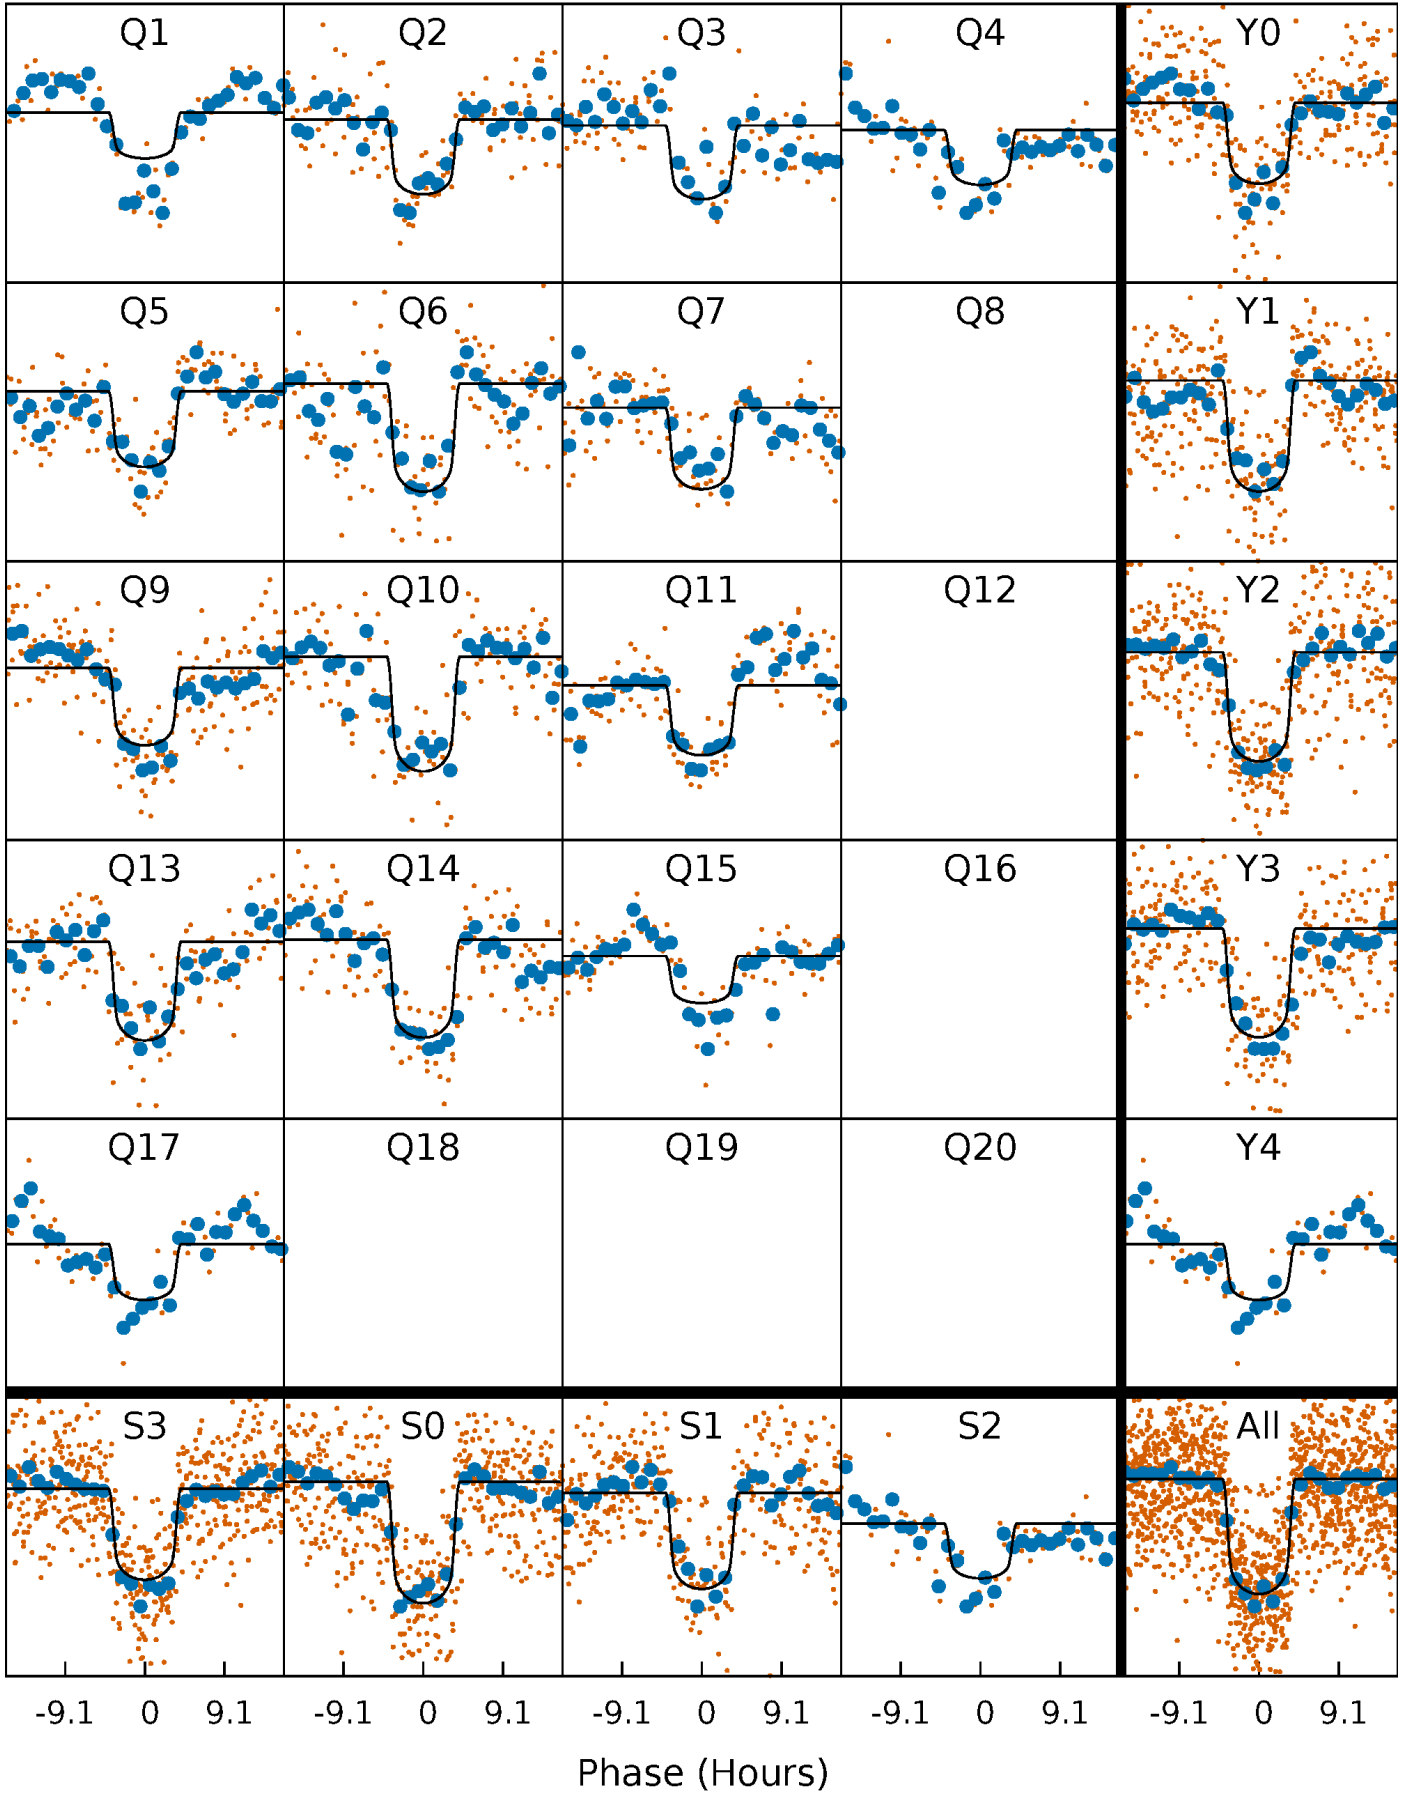 Q1 Q2 Q3 Q4 Y0
Q5 Q6 Q7 Q8 Y1
Q9 Q10 Q11 Q12 Y2
Q13 Q14 Q15 Q16 Y3
Q17 Q18 Q19 Q20 Y4
S3 S0 S1 S2 All
-9.1 0 9.1 -9.1 0 9.1 -9.1 0 9.1 -9.1 0 9.1 -9.1 0 9.1
Phase (Hours)